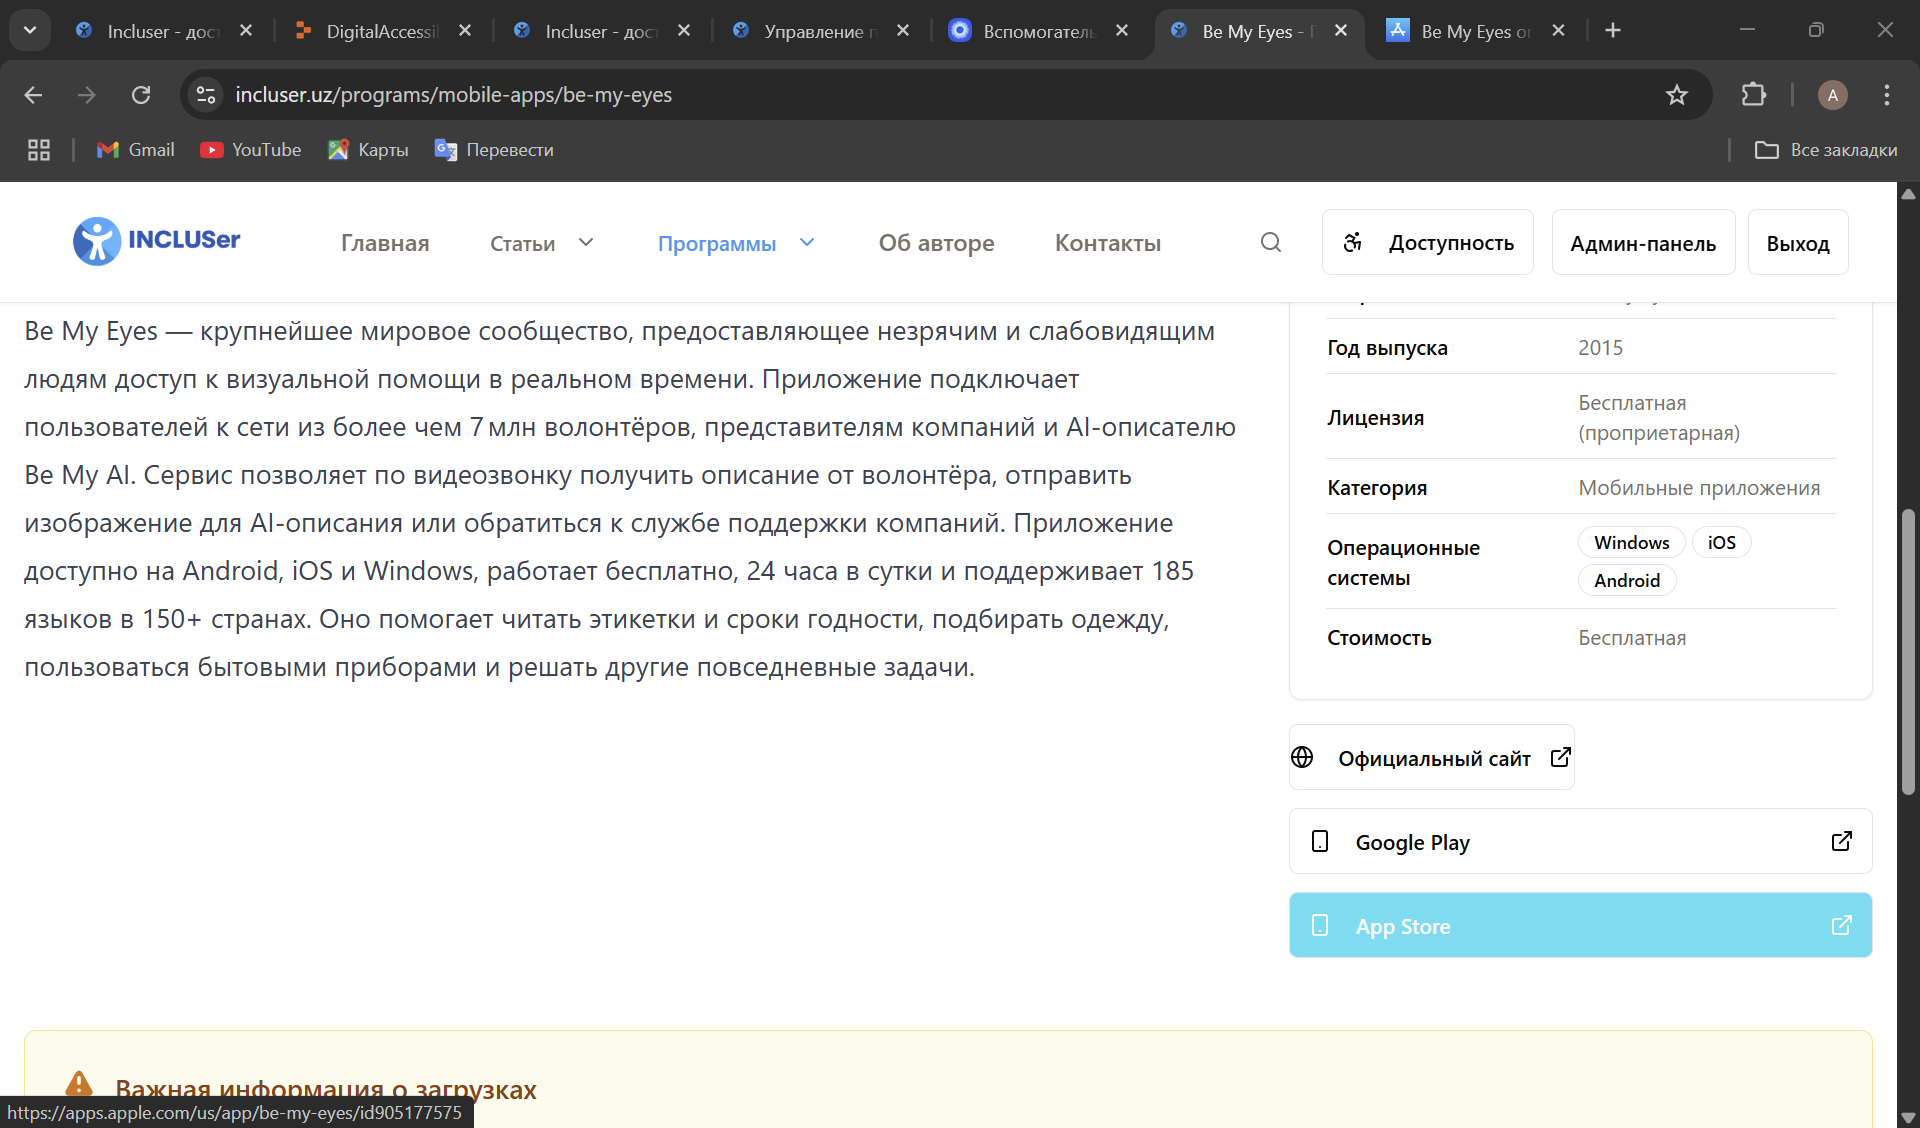 Incluser - дос
DigitalAccessi
Incluser - дос
Управление
Вспомогатель
Be My Eyes -
Be My Eyes or
incluser.uz/programs/mobile-apps/be-my-eyes
A
Gmail
YouTube
Карты
Перевести
Все закладки
INCLUSer
Главная
Статьи
Программы
Об авторе
Контакты
Доступность
Админ-панель
Выход
Be My Eyes — крупнейшее мировое сообщество, предоставляющее незрячим и слабовидящим
людям доступ к визуальной помощи в реальном времени. Приложение подключает
пользователей к сети из более чем 7 млн волонтёров, представителям компаний и AI-описателю
Be My AI. Сервис позволяет по видеозвонку получить описание от волонтёра, отправить
изображение для AI-описания или обратиться к службе поддержки компаний. Приложение
доступно на Android, iOS и Windows, работает бесплатно, 24 часа в сутки и поддерживает 185
языков в 150+ странах. Оно помогает читать этикетки и сроки годности, подбирать одежду,
пользоваться бытовыми приборами и решать другие повседневные задачи.
Год выпуска
2015
Лицензия
Бесплатная
(проприетарная)
Категория
Мобильные приложения
Операционные
системы
Windows
iOS
Android
Стоимость
Бесплатная
Официальный сайт
Google Play
App Store
Важная информация о загрузках
https://apps.apple.com/us/app/be-my-eyes/id905177575